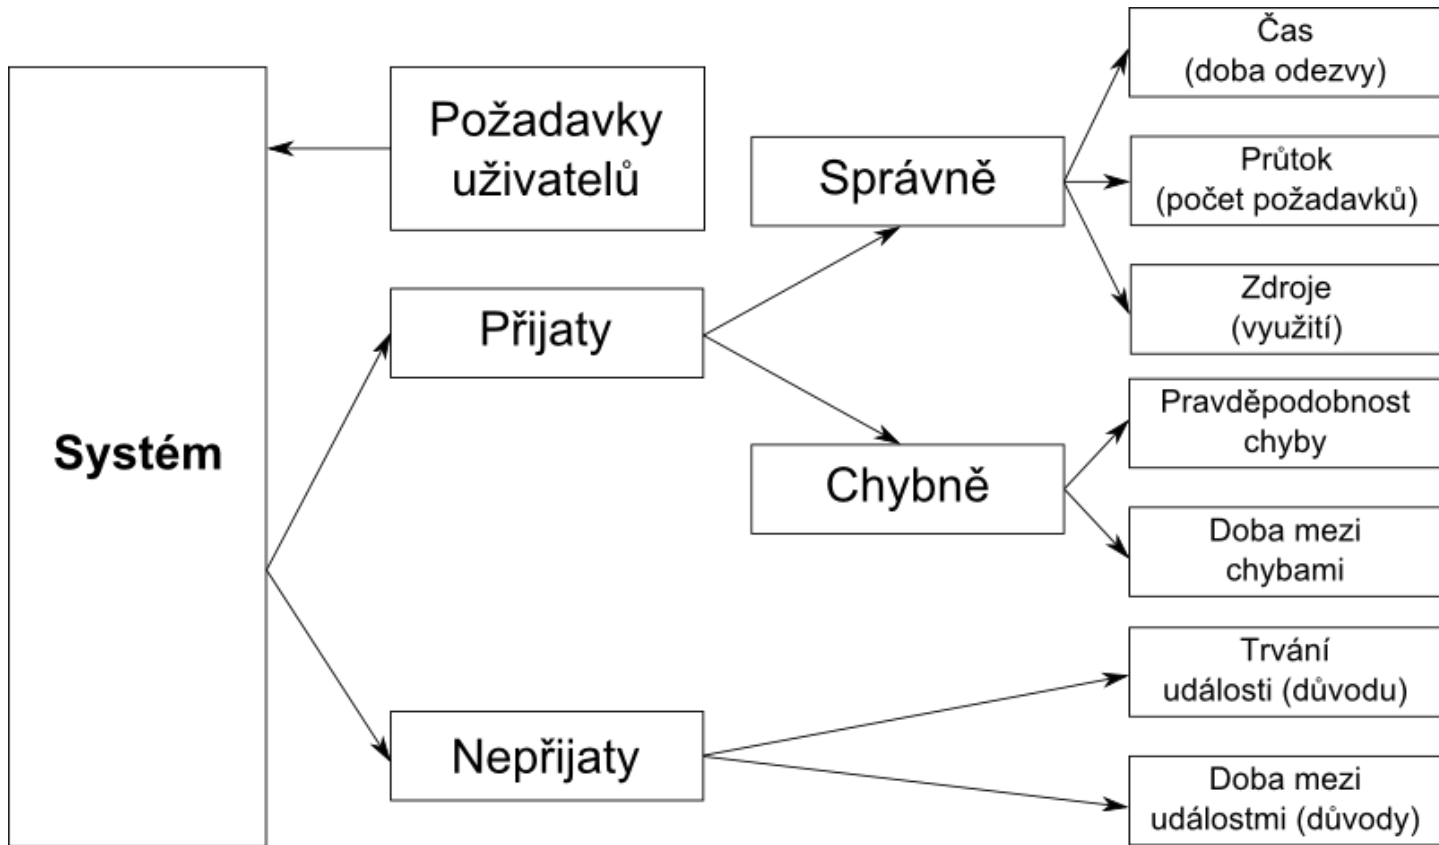 Systém
Požadavky
uživatelů
Přijaty
Nepřijaty
Správně
Chybně
Čas
(doba odezvy)
Průtok
(počet požadavků)
Zdroje
(využití)
Pravděpodobnost
chyby
Doba mezi
chybami
Trvání
události (důvodu)
Doba mezi
událostmi (důvody)